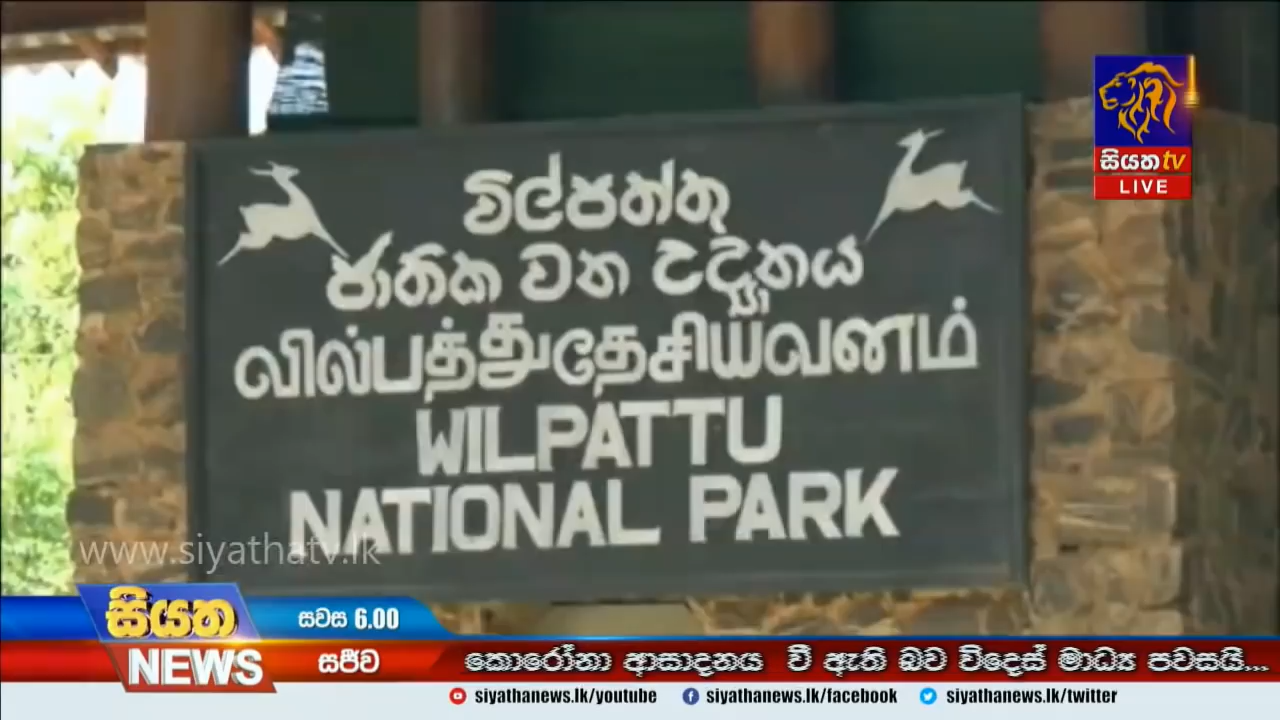 සියත tv
LIVE
විල්පත්තු
ජාතික වන උද්‍යානය
வில்பத்துதேசியவனம்
WILPATTU
NATIONAL PARK
www.siyathatv.lk
සියත
NEWS
සවස 6.00
සජීව
කොරෝනා ආසාදනය වී ඇති බව විදෙස් මාධ්‍ය පවසයි...
siyathanews.lk/youtube
siyathanews.lk/facebook
siyathanews.lk/twitter